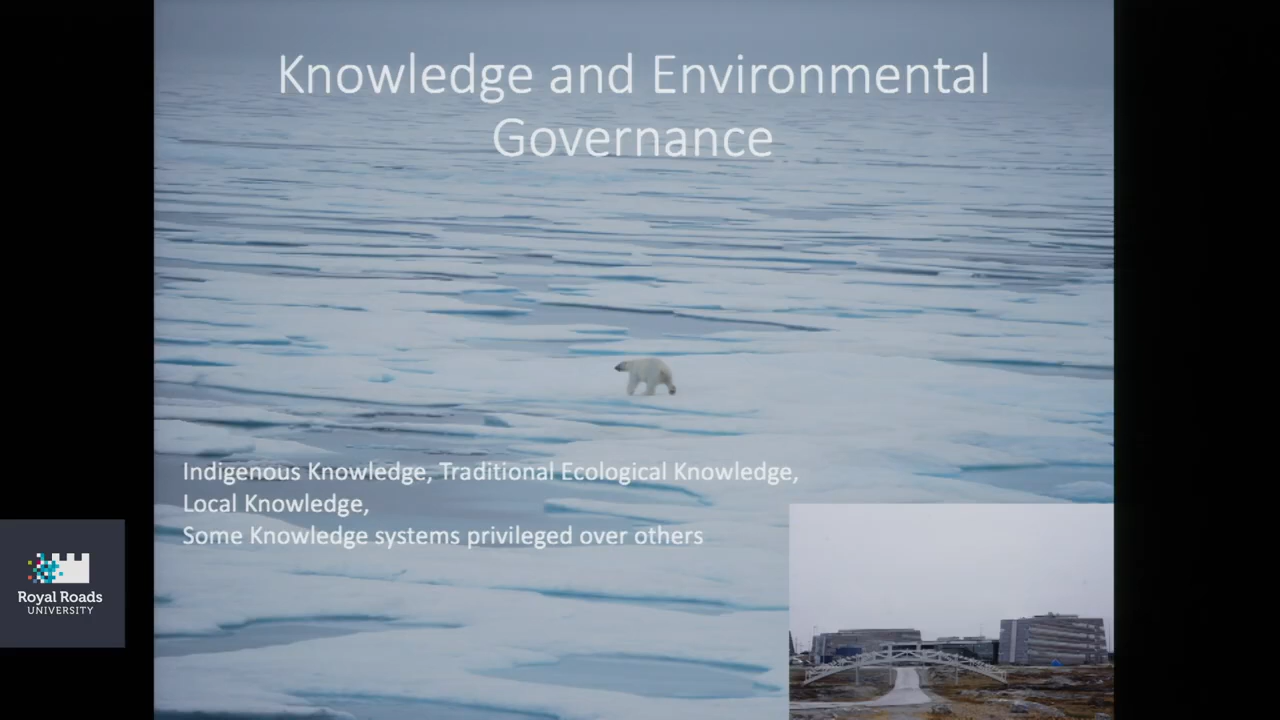 Knowledge and Environmental
Governance
Indigenous Knowledge, Traditional Ecological Knowledge,
Local Knowledge,
Some Knowledge systems privileged over others
Royal Roads
UNIVERSITY